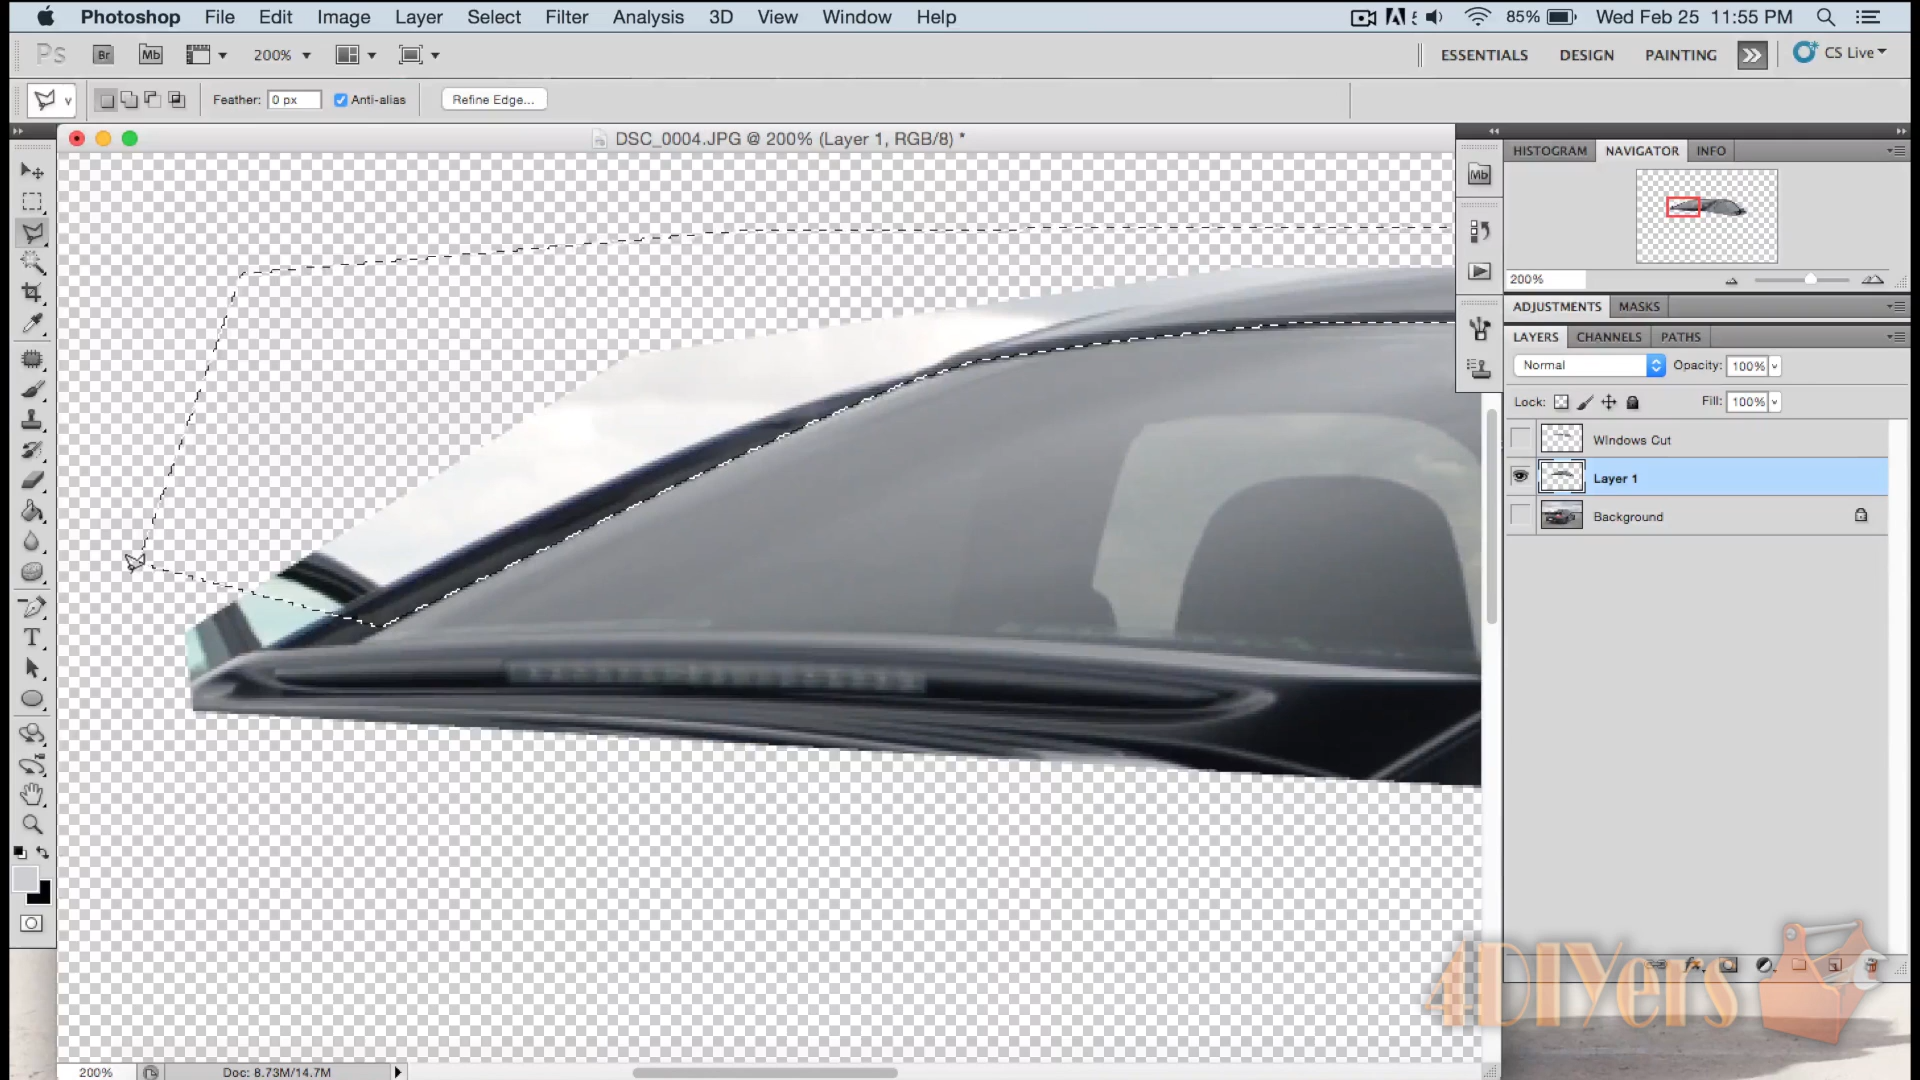 Photoshop File Edit Image Layer Select Filter Analysis 3D View Window Help 85% Wed Feb 25 11:55 PM
Ps Br Mb 200% ESSENTIALS DESIGN PAINTING CS Live
Feather: 0 px Anti-alias Refine Edge...
DSC_0004.JPG @ 200% (Layer 1, RGB/8) *
HISTOGRAM NAVIGATOR INFO
Mb
200%
ADJUSTMENTS MASKS
LAYERS CHANNELS PATHS
Normal Opacity: 100%
Lock: Fill: 100%
Windows Cut
Layer 1
Background
T
fx
4DIYers
200% Doc: 8.73M/14.7M